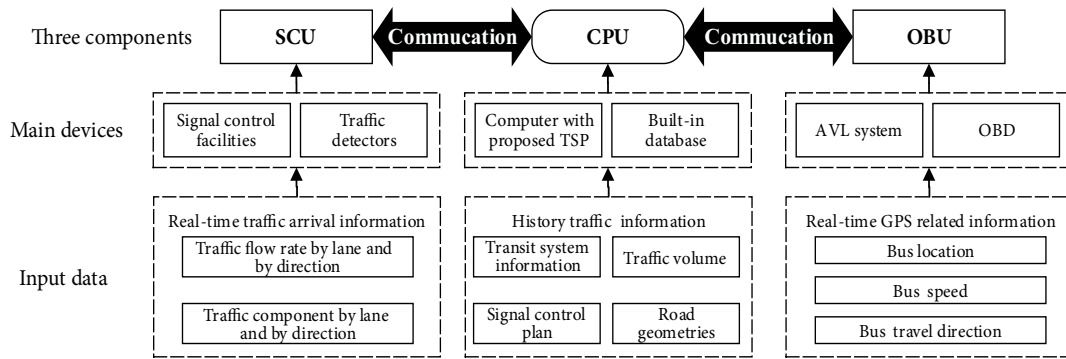 Three components
SCU
Commucation
CPU
Commucation
OBU
Main devices
Signal control
facilities
Traffic
detectors
Computer with
proposed TSP
Built-in
database
AVL system
OBD
Input data
Real-time traffic arrival information
Traffic flow rate by lane and
by direction
Traffic component by lane
and by direction
History traffic information
Transit system
information
Traffic volume
Signal control
plan
Road
geometries
Real-time GPS related information
Bus location
Bus speed
Bus travel direction